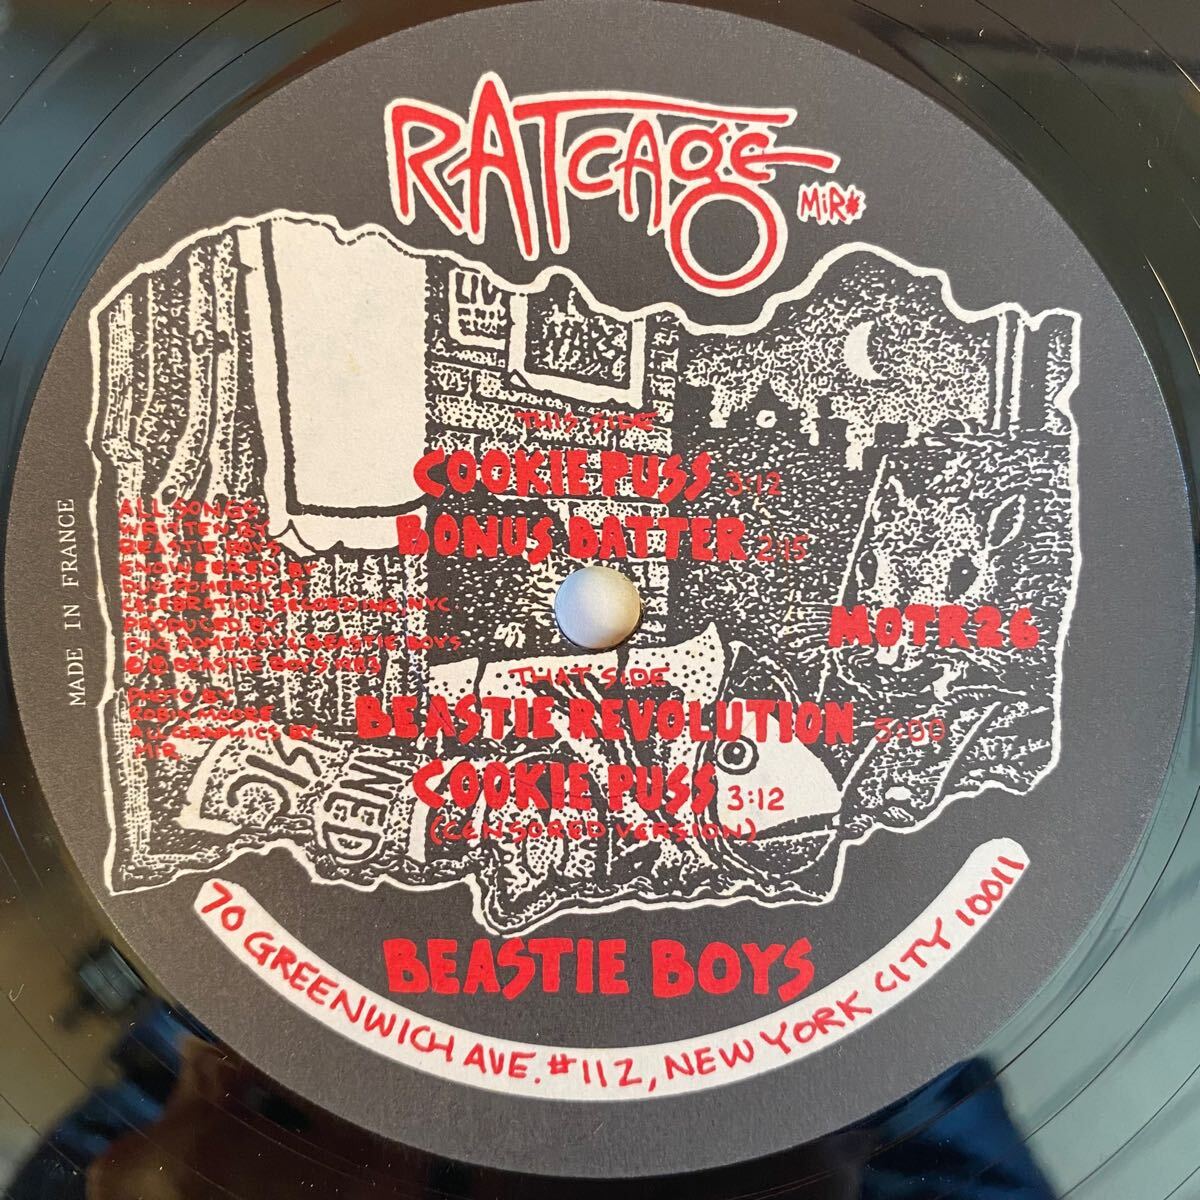 RATCAGE
MIR*
THIS SIDE
COOKIE PUSS 3:12
BONUS BATTER 2:15
MADE IN FRANCE
ALL SONGS
WRITTEN BY
BEASTIE BOYS
ENGINEERED BY
DUG POMEROY AT
CELEBRATION RECORDING, NYC
PRODUCED BY
DUG POMEROY & BEASTIE BOYS
© ℗ BEASTIE BOYS 1983
PHOTO BY
ROBIN MOORE
ALL GRAPHICS BY
MIR
MOTR26
THAT SIDE
BEASTIE REVOLUTION 5:00
COOKIE PUSS 3:12
(CENSORED VERSION)
BEASTIE BOYS
70 GREENWICH AVE. #112, NEW YORK CITY 10011